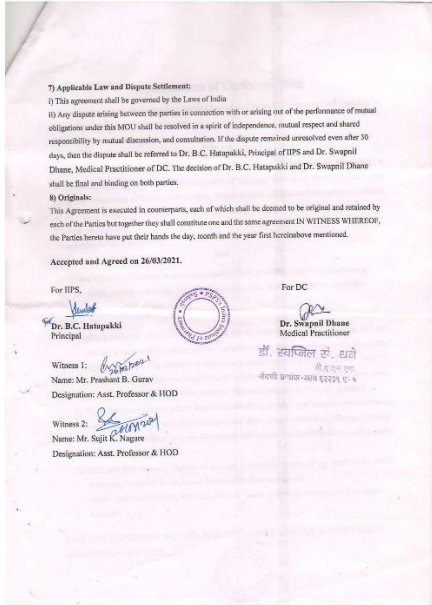 7) Applicable Law and Dispute Settlement:
i) This agreement shall be governed by the Laws of India
ii) Any dispute arising between the parties in connection with or arising out of the performance of mutual
obligations under this MOU shall be resolved in a spirit of independence, mutual respect and shared
responsibility by mutual discussion, and consultation. If the dispute remained unresolved even after 30
days, then the dispute shall be referred to Dr. B.C. Hatapakki, Principal of IIPS and Dr. Swapnil
Dhane, Medical Practitioner of DC. The decision of Dr. B.C. Hatapakki and Dr. Swapnil Dhane
shall be final and binding on both parties.
8) Originals:
This Agreement is executed in counterparts, each of which shall be deemed to be original and retained by
each of the Parties but together they shall constitute one and the same agreement IN WITNESS WHEREOF,
the Parties hereto have put their hands the day, month and the year first hereinabove mentioned.
Accepted and Agreed on 26/03/2021.
For IIPS,
For DC
Dr. B.C. Hatapakki
Principal
Dr. Swapnil Dhane
Medical Practitioner
डॉ. स्वप्निल सं. धने
Witness 1:
26/03/2021
Name: Mr. Prashant B. Gurav
Designation: Asst. Professor & HOD
Witness 2:
Name: Mr. Sujit K. Nagare
Designation: Asst. Professor & HOD